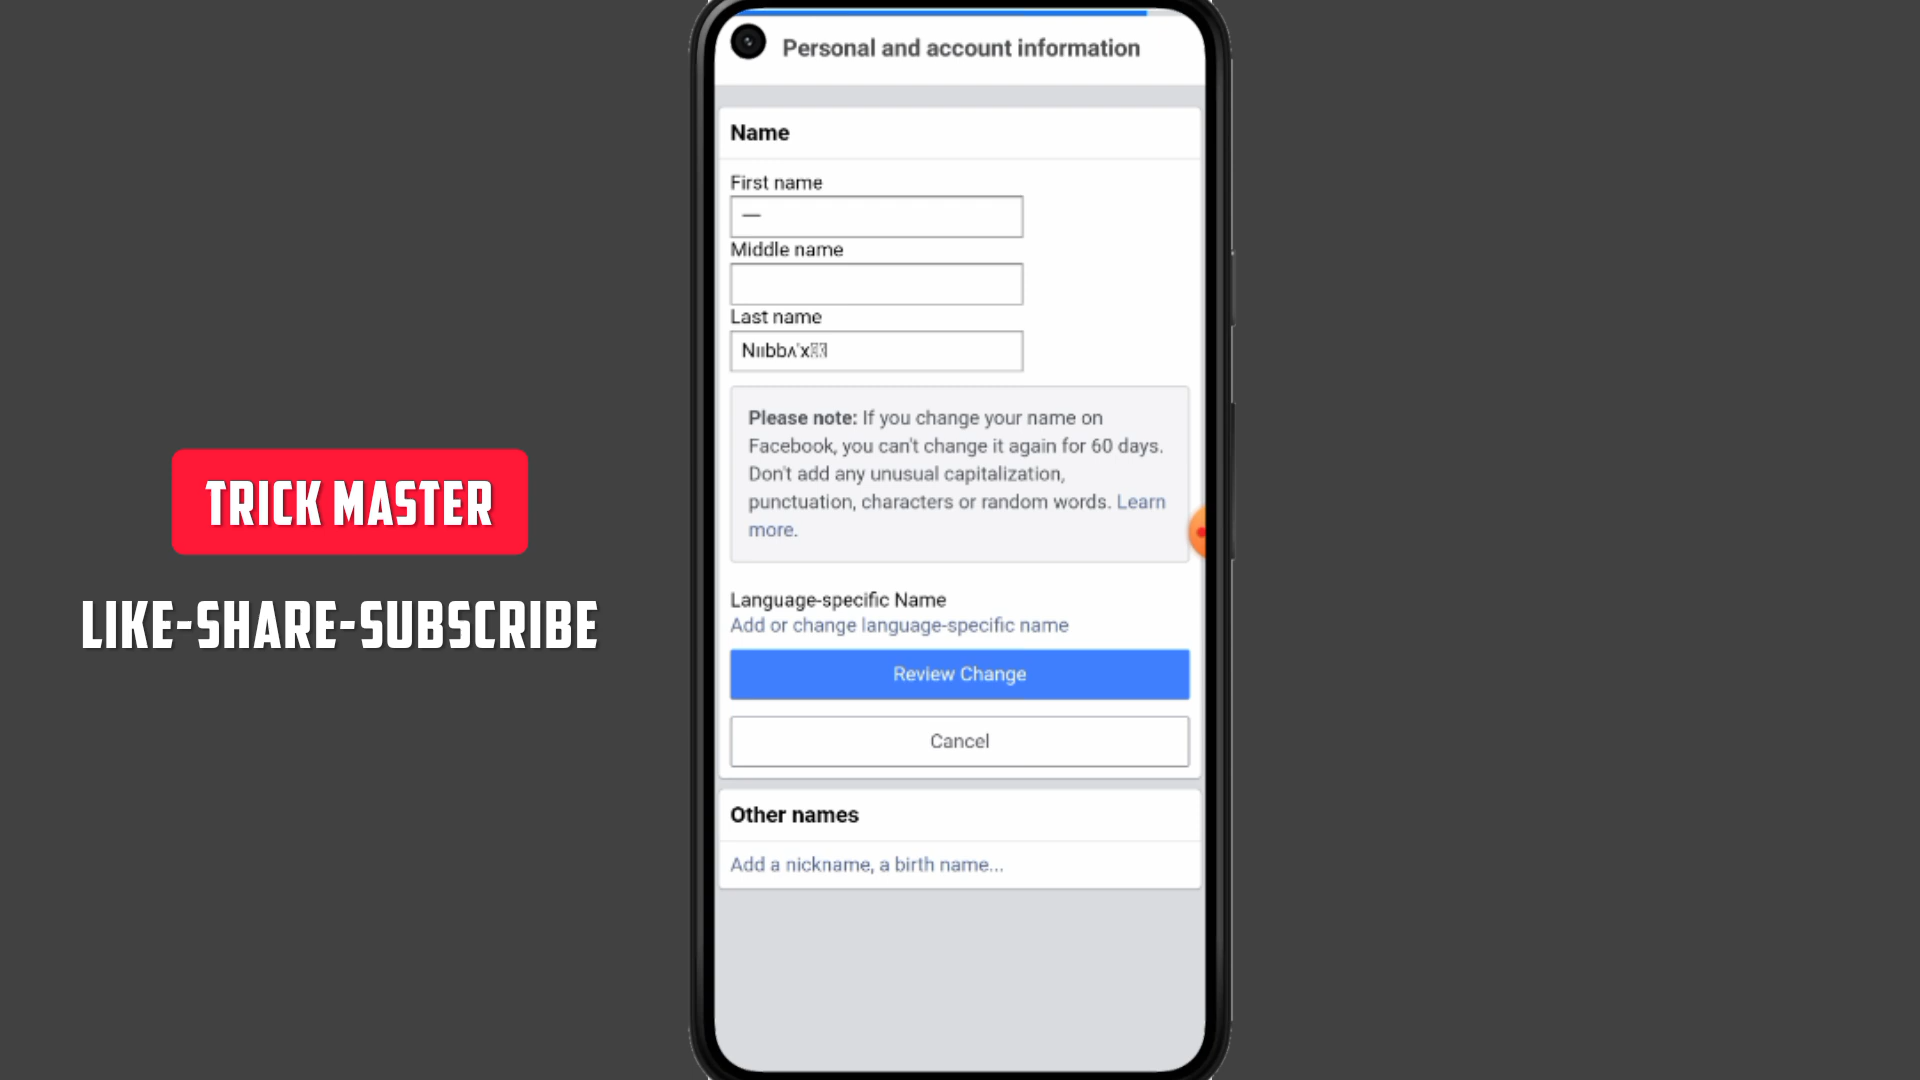 Personal and account information
Name
First name
—
Middle name
Last name
Please note: If you change your name on
Facebook, you can't change it again for 60 days.
Don't add any unusual capitalization,
punctuation, characters or random words. Learn
more.
Language-specific Name
Add or change language-specific name
Review Change
Cancel
Other names
Add a nickname, a birth name...
TRICK MASTER
LIKE-SHARE-SUBSCRIBE